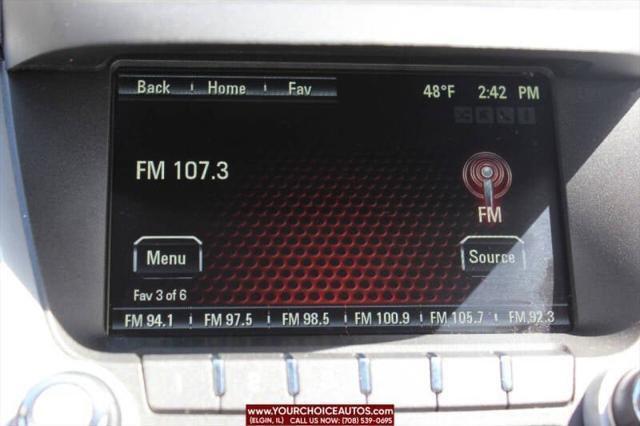 Back Home Fav 48°F 2:42 PM
FM 107.3
FM
Menu Source
Fav 3 of 6
FM 94.1 FM 97.5 FM 98.5 FM 100.9 FM 105.7 FM 92.3
WWW.YOURCHOICEAUTOS.COM
(ELGIN, IL) CALL US NOW! (708) 539-0695